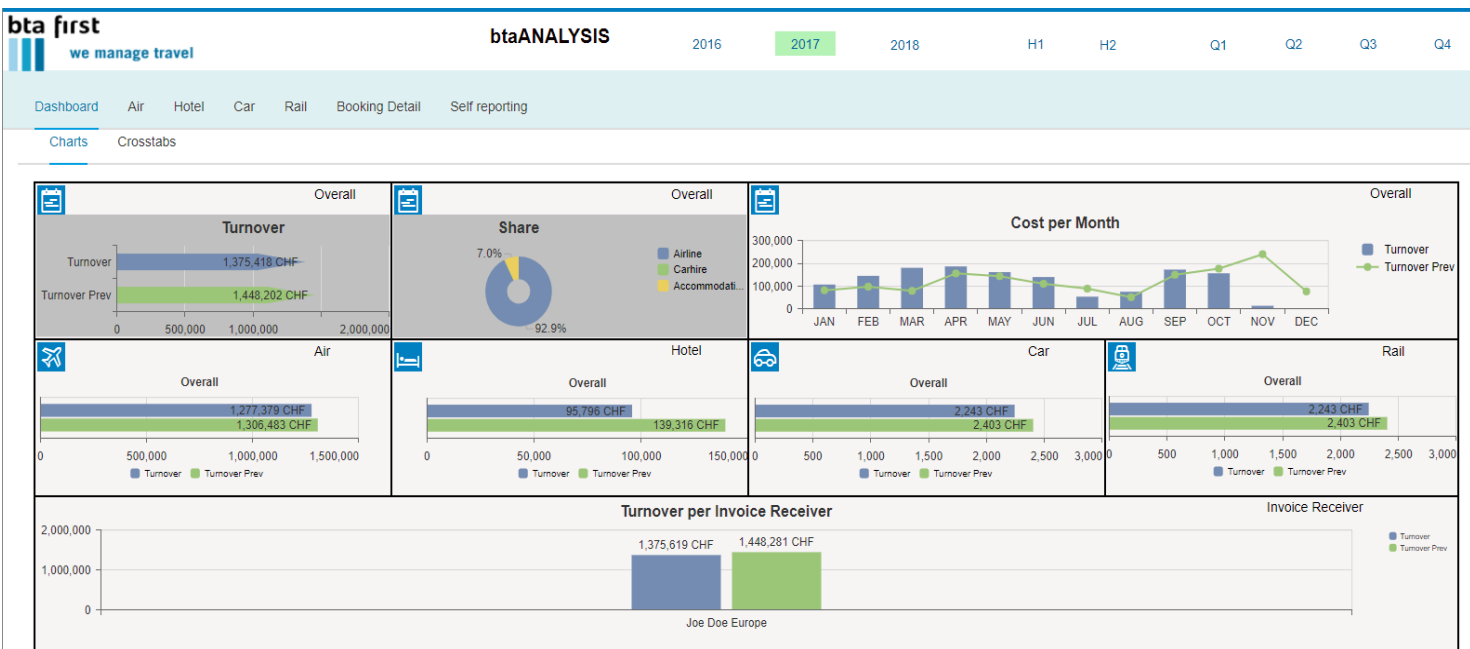 bta first
we manage travel
btaANALYSIS
2016 2017 2018 H1 H2 Q1 Q2 Q3 Q4
Dashboard Air Hotel Car Rail Booking Detail Self reporting
Charts Crosstabs
Overall
Turnover
Turnover 1,375,418 CHF
Turnover Prev 1,448,202 CHF
0 500,000 1,000,000 2,000,000
Overall
Share
7.0%
92.9%
Airline
Carhire
Accommodati...
Overall
Cost per Month
300,000
200,000
100,000
0
JAN FEB MAR APR MAY JUN JUL AUG SEP OCT NOV DEC
Turnover
Turnover Prev
Air
Overall
1,277,379 CHF
1,306,483 CHF
0 500,000 1,000,000 1,500,000
Turnover Turnover Prev
Hotel
Overall
95,796 CHF
139,316 CHF
0 50,000 100,000 150,000
Turnover Turnover Prev
Car
Overall
2,243 CHF
2,403 CHF
0 500 1,000 1,500 2,000 2,500 3,000
Turnover Turnover Prev
Rail
Overall
2,243 CHF
2,403 CHF
0 500 1,000 1,500 2,000 2,500 3,000
Turnover Turnover Prev
Turnover per Invoice Receiver
Invoice Receiver
2,000,000
1,000,000
0
1,375,619 CHF 1,448,281 CHF
Joe Doe Europe
Turnover
Turnover Prev